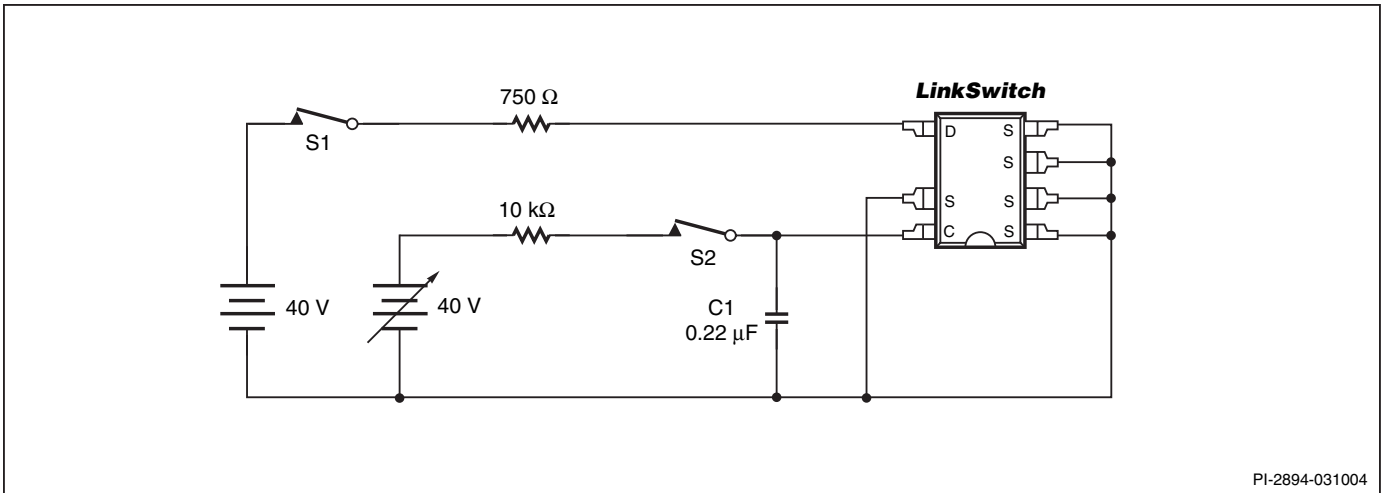 LinkSwitch
750 Ω
S1
D S
S
10 kΩ
S S
C S
S2
40 V
40 V
C1
0.22 µF
PI-2894-031004